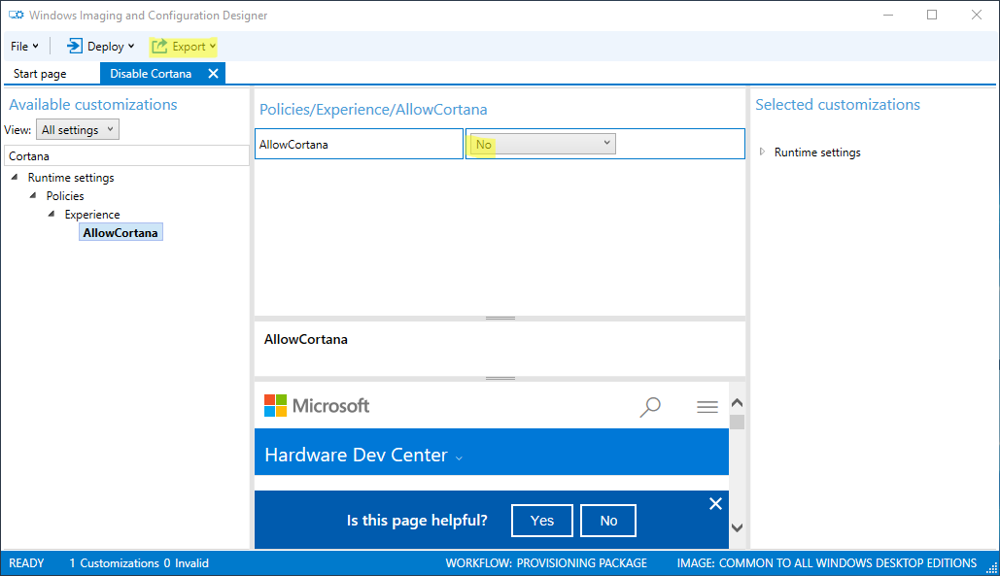 Windows Imaging and Configuration Designer
File Deploy Export
Start page Disable Cortana
Available customizations
View: All settings
Cortana
Runtime settings
Policies
Experience
AllowCortana
Policies/Experience/AllowCortana
AllowCortana No
AllowCortana
Microsoft
Hardware Dev Center
Is this page helpful? Yes No
Selected customizations
Runtime settings
READY 1 Customizations 0 Invalid WORKFLOW: PROVISIONING PACKAGE IMAGE: COMMON TO ALL WINDOWS DESKTOP EDITIONS